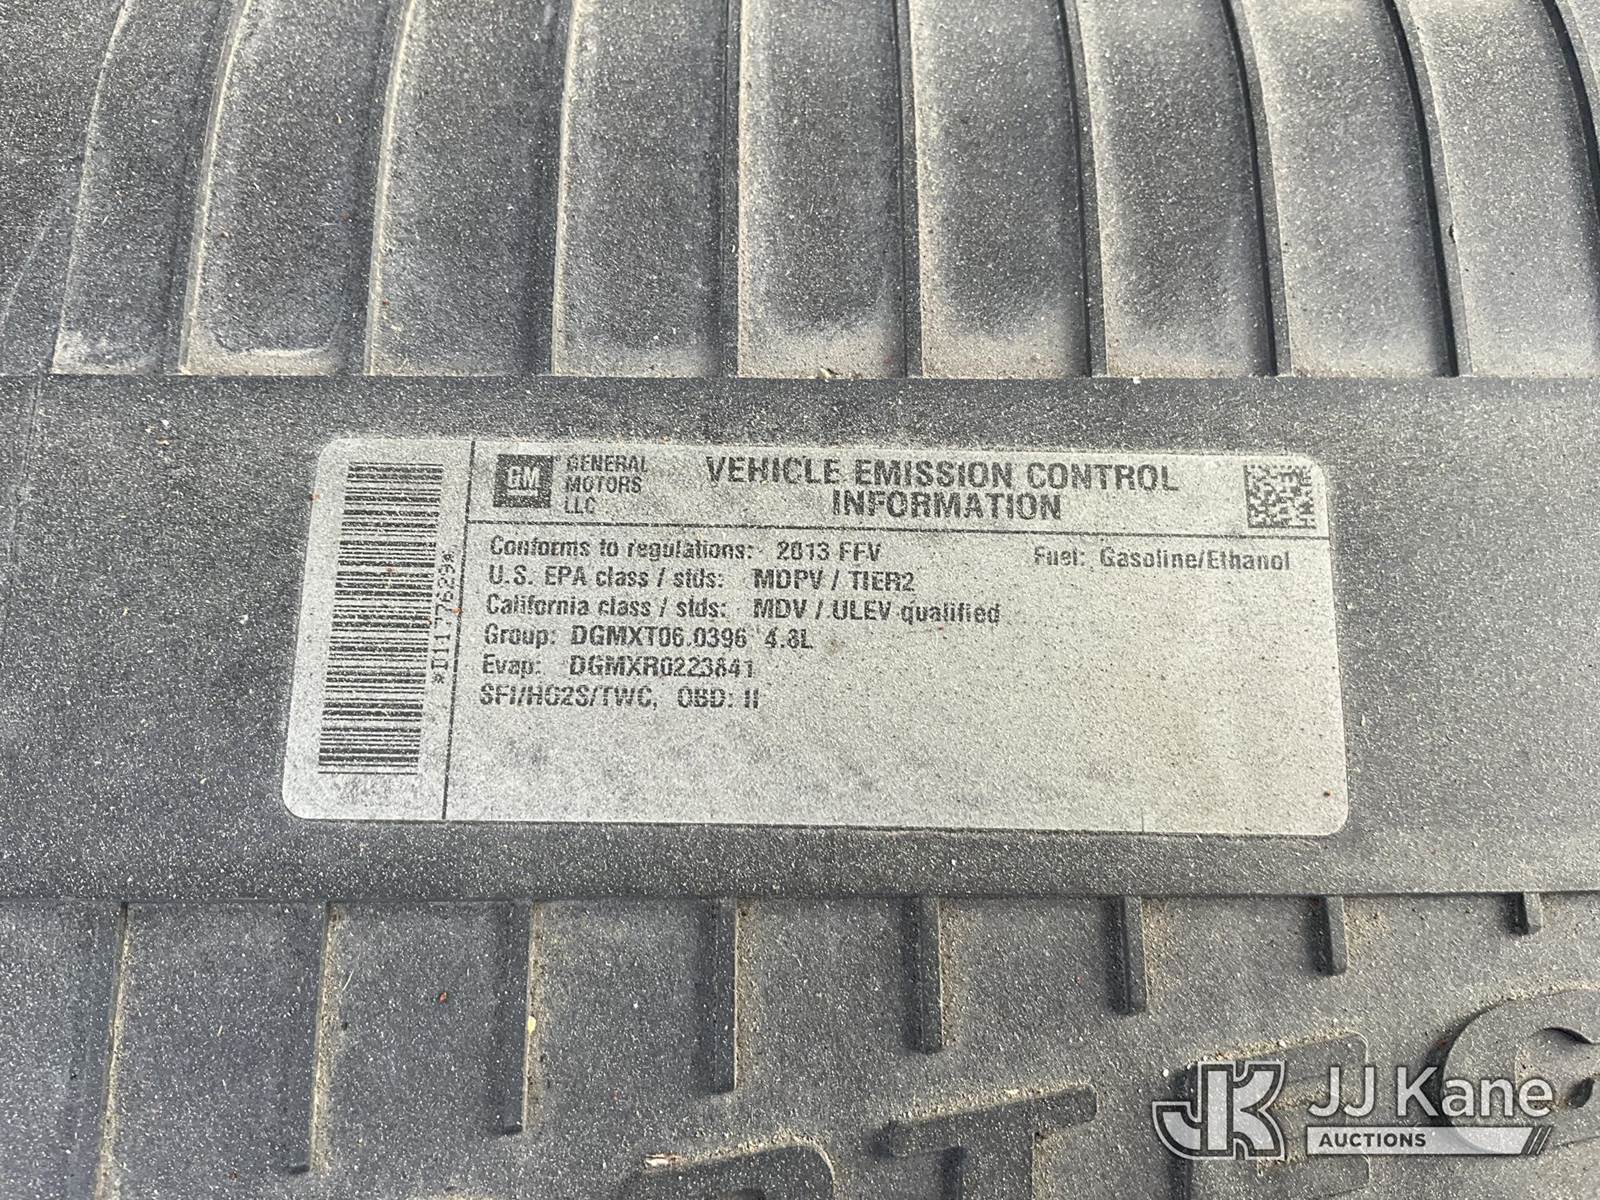 GM
GENERAL
MOTORS
LLC
VEHICLE EMISSION CONTROL
INFORMATION
Conforms to regulations: 2013 FFV
Fuel: Gasoline/Ethanol
U.S. EPA class / stds: MDPV / TIER2
California class / stds: MDV / ULEV qualified
Group: DGMXT06.0396 4.8L
Evap: DGMXR0223841
SFI/HO2S/TWC, OBD: II
JK JJ Kane
AUCTIONS